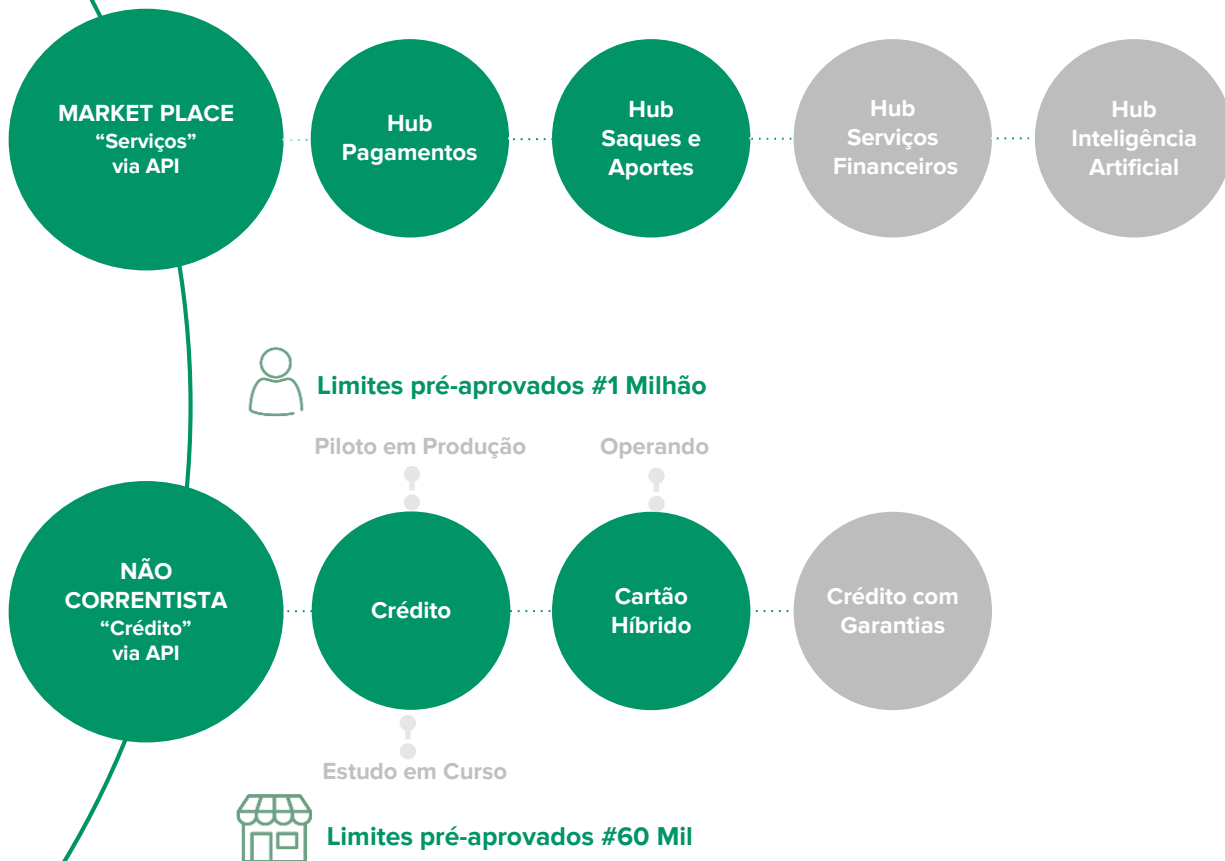 MARKET PLACE
“Serviços”
via API
Hub
Pagamentos
Hub
Saques e
Aportes
Hub
Serviços
Financeiros
Hub
Inteligência
Artificial
Limites pré-aprovados #1 Milhão
Piloto em Produção
Operando
NÃO
CORRENTISTA
“Crédito”
via API
Crédito
Cartão
Híbrido
Crédito com
Garantias
Estudo em Curso
Limites pré-aprovados #60 Mil